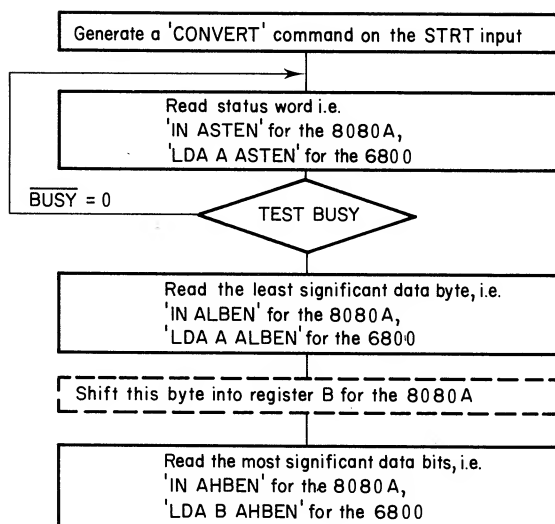 Generate a 'CONVERT' command on the STRT input
Read status word i.e.
'IN ASTEN' for the 8080A,
'LDA A ASTEN' for the 6800
BUSY = 0
TEST BUSY
Read the least significant data byte, i.e.
'IN ALBEN' for the 8080A,
'LDA A ALBEN' for the 6800
Shift this byte into register B for the 8080A
Read the most significant data bits, i.e.
'IN AHBEN' for the 8080A,
'LDA B AHBEN' for the 6800